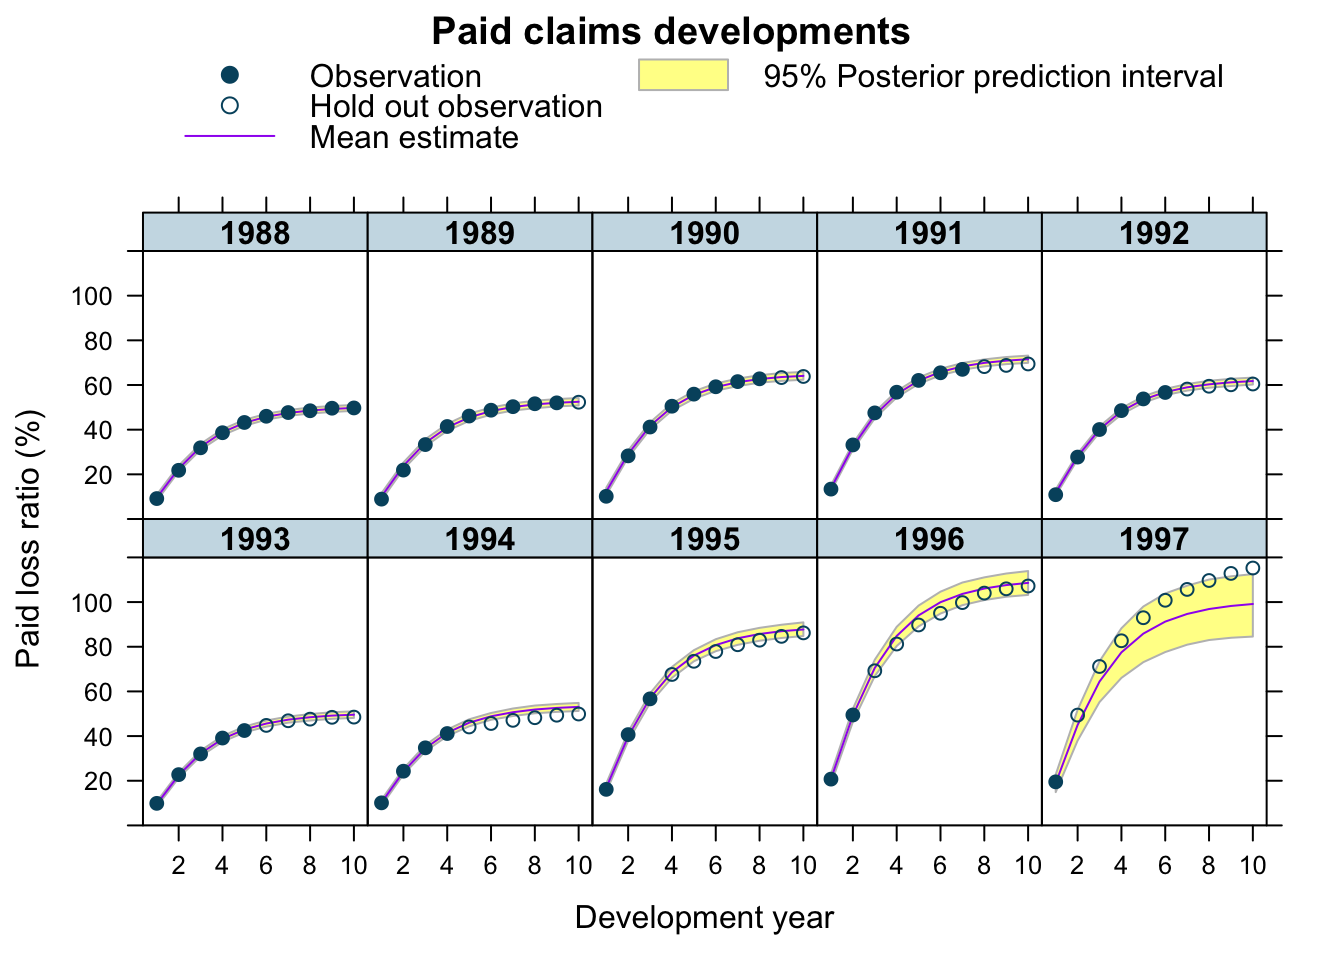 Paid claims developments
Observation
95% Posterior prediction interval
Hold out observation
Mean estimate
1988 1989 1990 1991 1992
100
80
60
40
20
1993 1994 1995 1996 1997
100
80
60
40
20
2 4 6 8 10 2 4 6 8 10 2 4 6 8 10 2 4 6 8 10 2 4 6 8 10
Paid loss ratio (%)
Development year